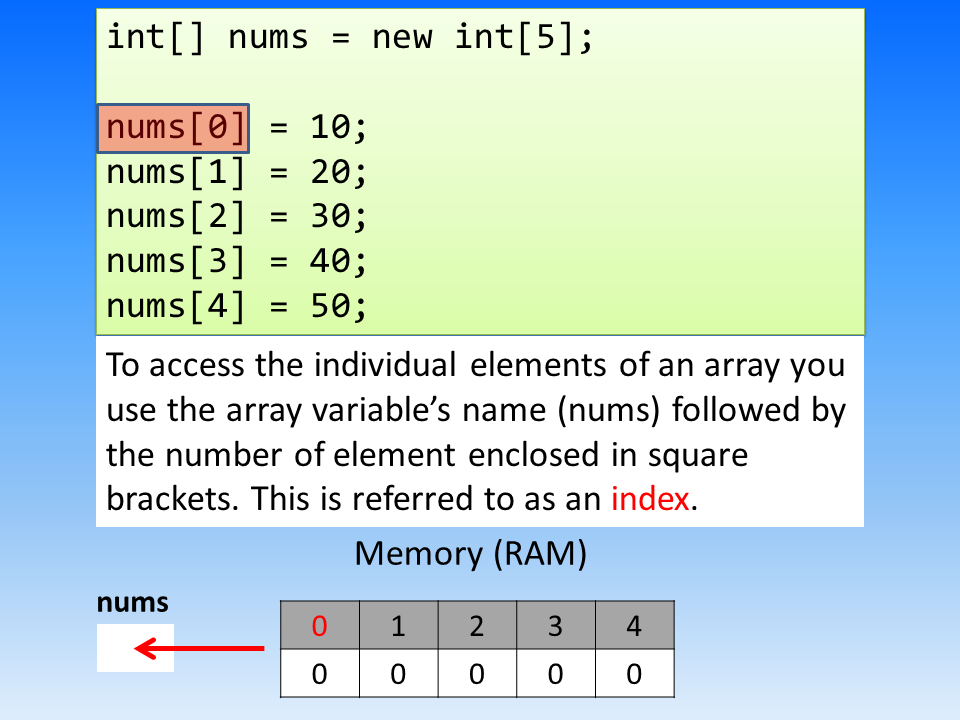 int[] nums = new int[5];
nums[0] = 10;
nums[1] = 20;
nums[2] = 30;
nums[3] = 40;
nums[4] = 50;
To access the individual elements of an array you
use the array variable’s name (nums) followed by
the number of element enclosed in square
brackets. This is referred to as an index.
Memory (RAM)
nums
0 1 2 3 4
0 0 0 0 0